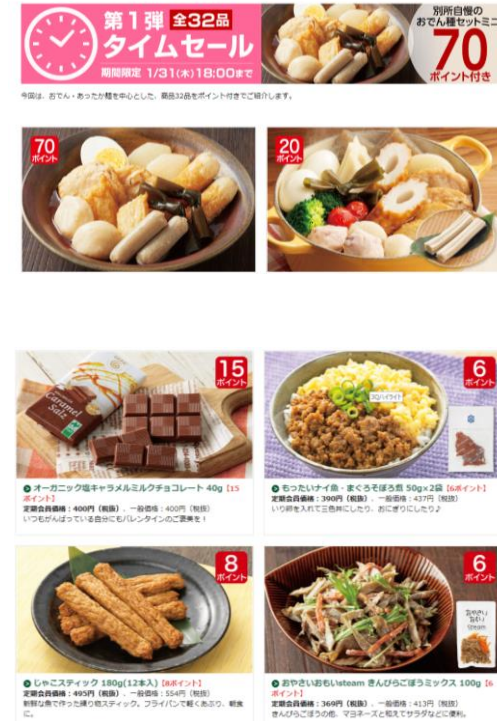 第1弾 全32品
タイムセール
期間限定 1/31(木)18:00まで
別所自慢の
おでん種セットミニ
70
ポイント付き
今回は、おでん・あったか麺を中心とした、商品32品をポイント付きでご紹介します。
70
ポイント
20
ポイント
15
ポイント
Caramel
Salz
オーガニック塩キャラメルミルクチョコレート 40g【15
ポイント】
定期会員価格：400円（税抜）、一般価格：400円（税抜）
いつもがんばっている自分にもバレンタインのご褒美を！
6
ポイント
3Qハイライト
もったいナイ魚・まぐろそぼろ煮 50g×2袋【6ポイント】
定期会員価格：390円（税抜）、一般価格：437円（税抜）
いり卵を入れて三色丼にしたり、おにぎりにしたり♪
8
ポイント
じゃこスティック 180g(12本入)【8ポイント】
定期会員価格：495円（税抜）、一般価格：554円（税抜）
新鮮な魚で作った練り物スティック。フライパンで軽くあぶり、朝食
に。
6
ポイント
おやさい
おもい
steam
おやさいおもいsteam きんぴらごぼうミックス 100g【6
ポイント】
定期会員価格：369円（税抜）、一般価格：413円（税抜）
きんぴらごぼうの他、マヨネーズと和えてサラダなどに便利。